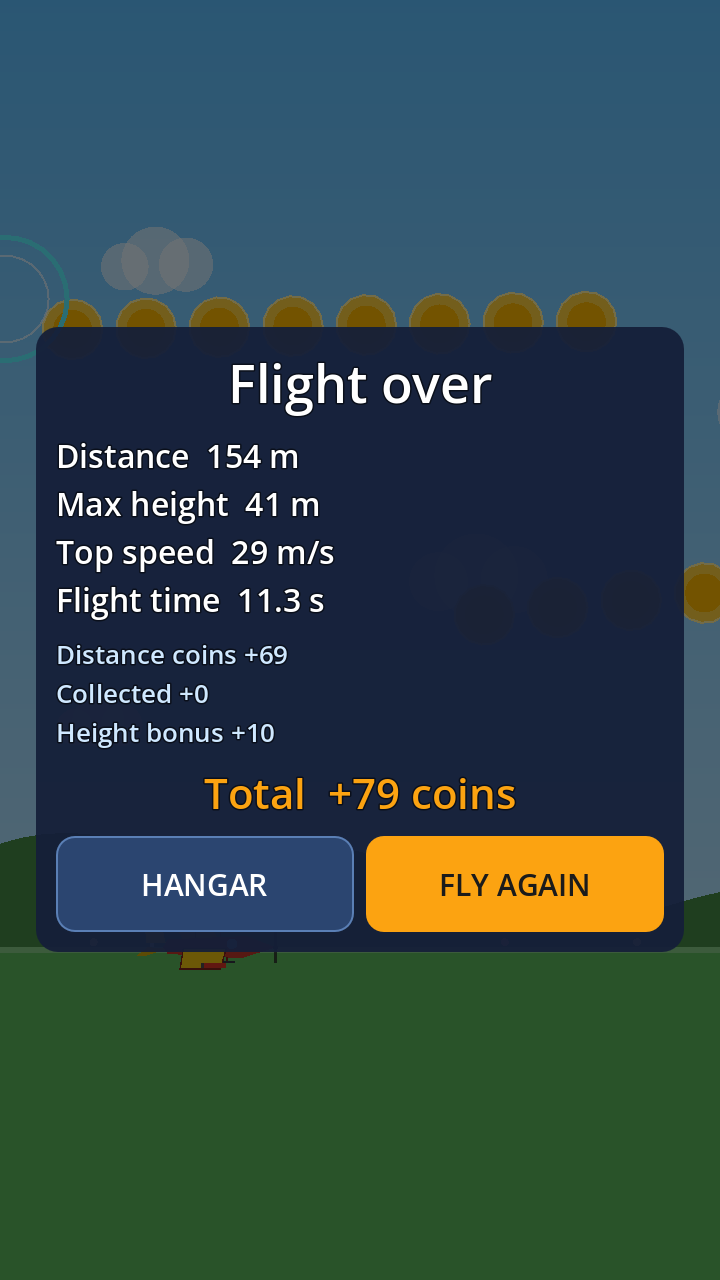 Flight over
Distance 154 m
Max height 41 m
Top speed 29 m/s
Flight time 11.3 s
Distance coins +69
Collected +0
Height bonus +10
Total +79 coins
HANGAR
FLY AGAIN